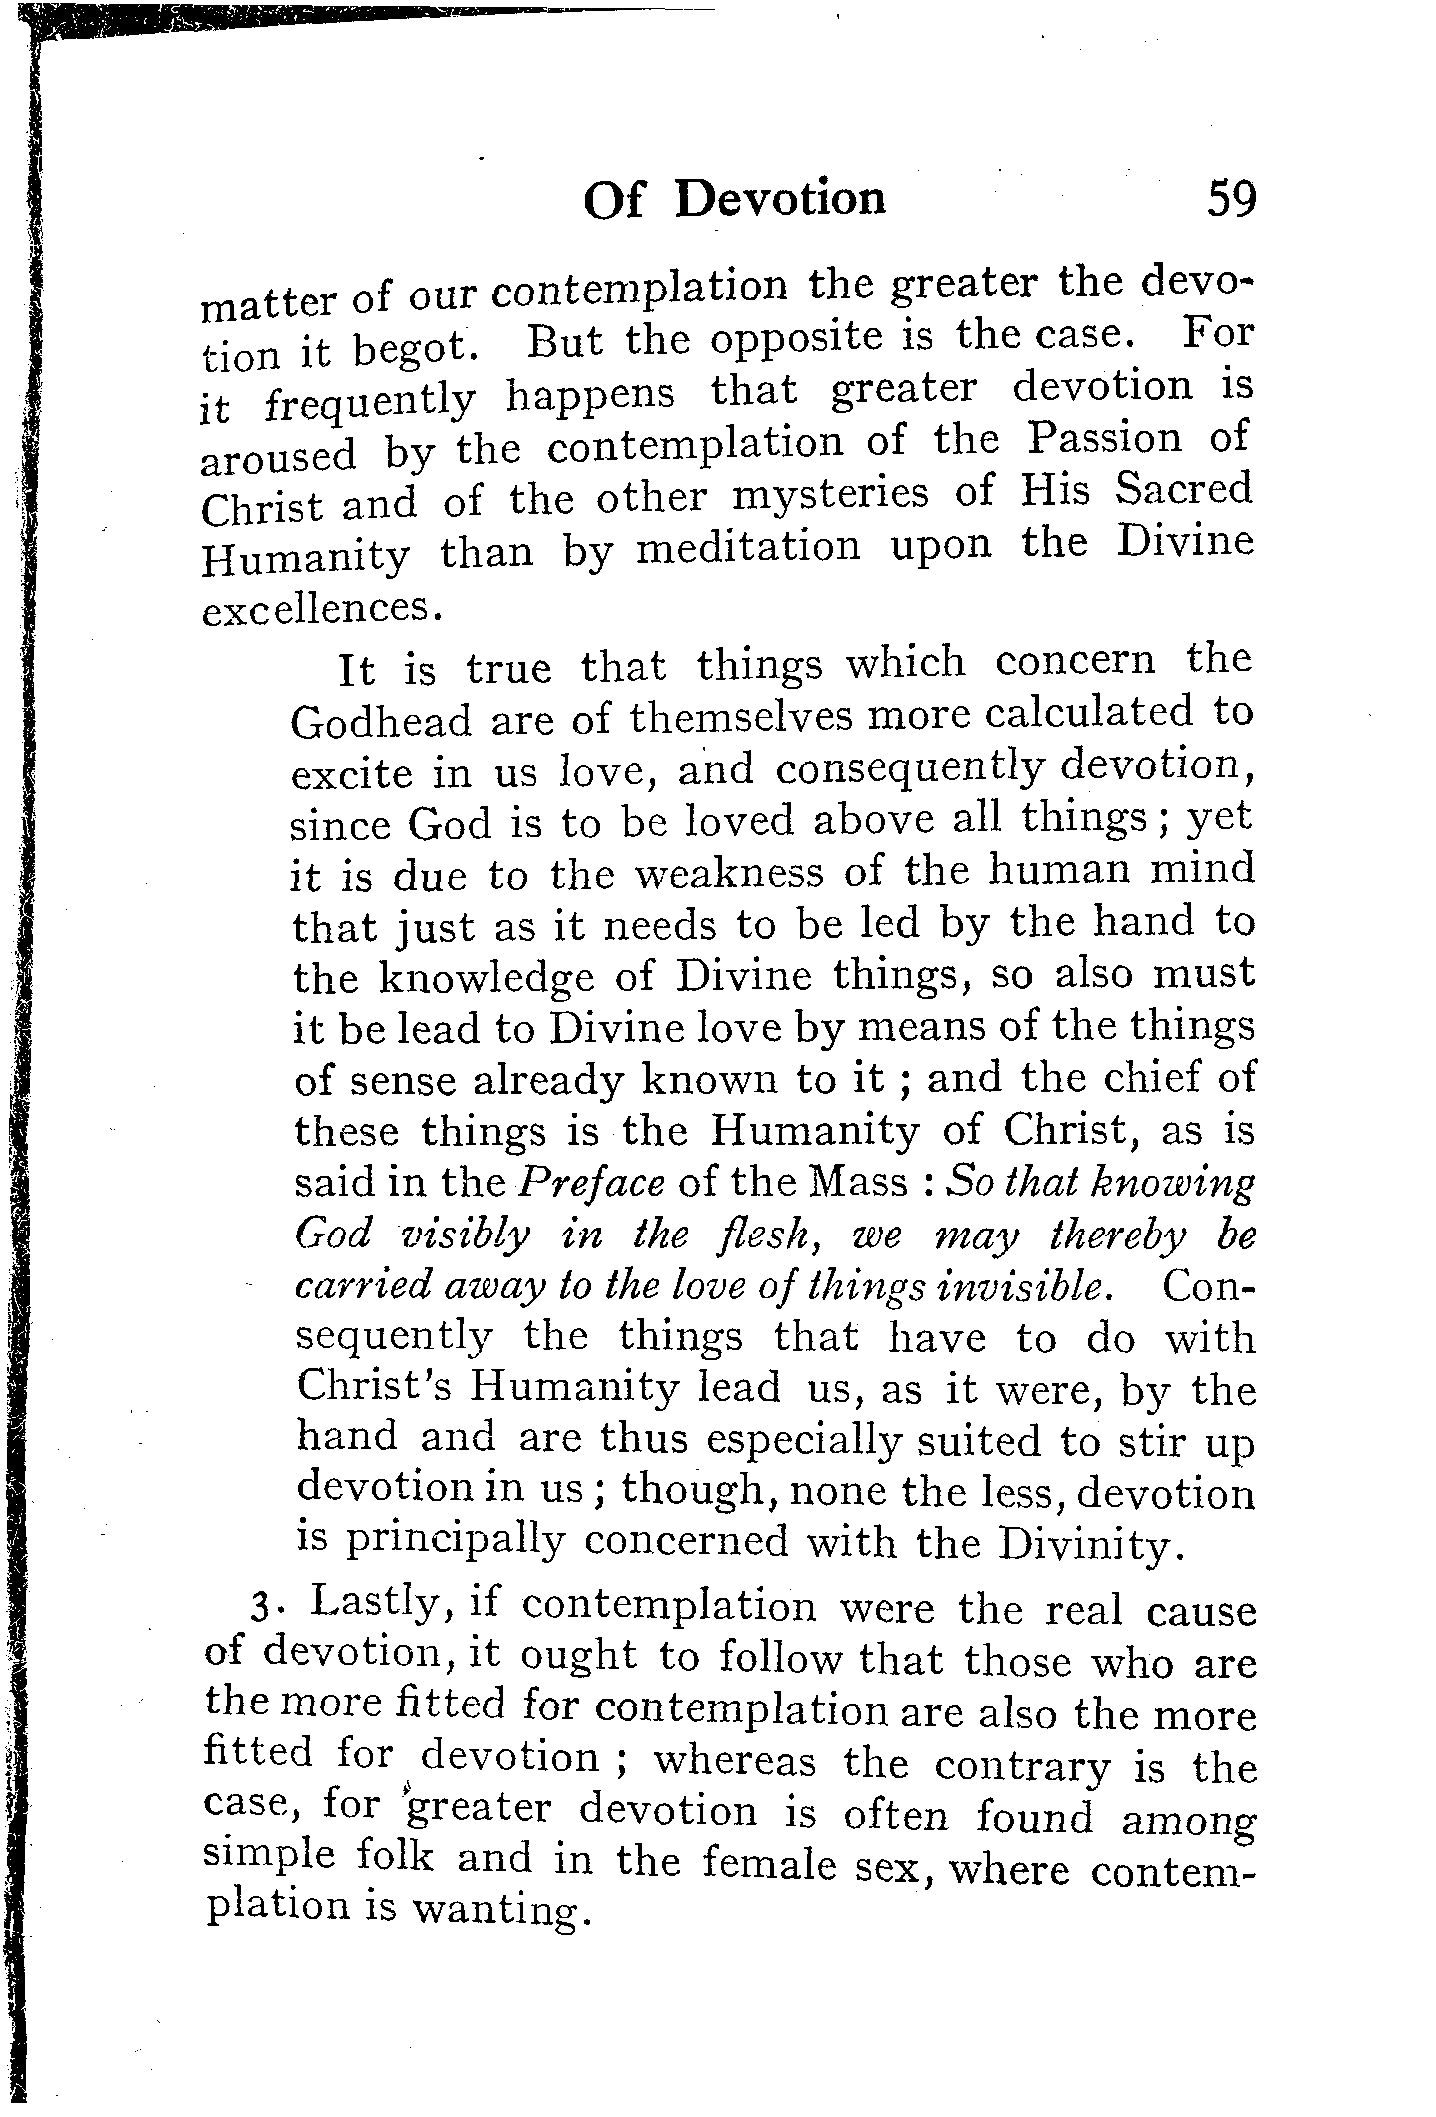 Of Devotion 59
matter of our contemplation the greater the devo-
tion it begot. But the opposite is the case. For
it frequently happens that greater devotion is
aroused by the contemplation of the Passion of
Christ and of the other mysteries of His Sacred
Humanity than by meditation upon the Divine
excellences.
It is true that things which concern the
Godhead are of themselves more calculated to
excite in us love, and consequently devotion,
since God is to be loved above all things; yet
it is due to the weakness of the human mind
that just as it needs to be led by the hand to
the knowledge of Divine things, so also must
it be lead to Divine love by means of the things
of sense already known to it ; and the chief of
these things is the Humanity of Christ, as is
said in the Preface of the Mass : So that knowing
God visibly in the flesh, we may thereby be
carried away to the love of things invisible. Con-
sequently the things that have to do with
Christ's Humanity lead us, as it were, by the
hand and are thus especially suited to stir up
devotion in us ; though, none the less, devotion
is principally concerned with the Divinity.
3. Lastly, if contemplation were the real cause
of devotion, it ought to follow that those who are
the more fitted for contemplation are also the more
fitted for devotion ; whereas the contrary is the
case, for greater devotion is often found among
simple folk and in the female sex, where contem-
plation is wanting.